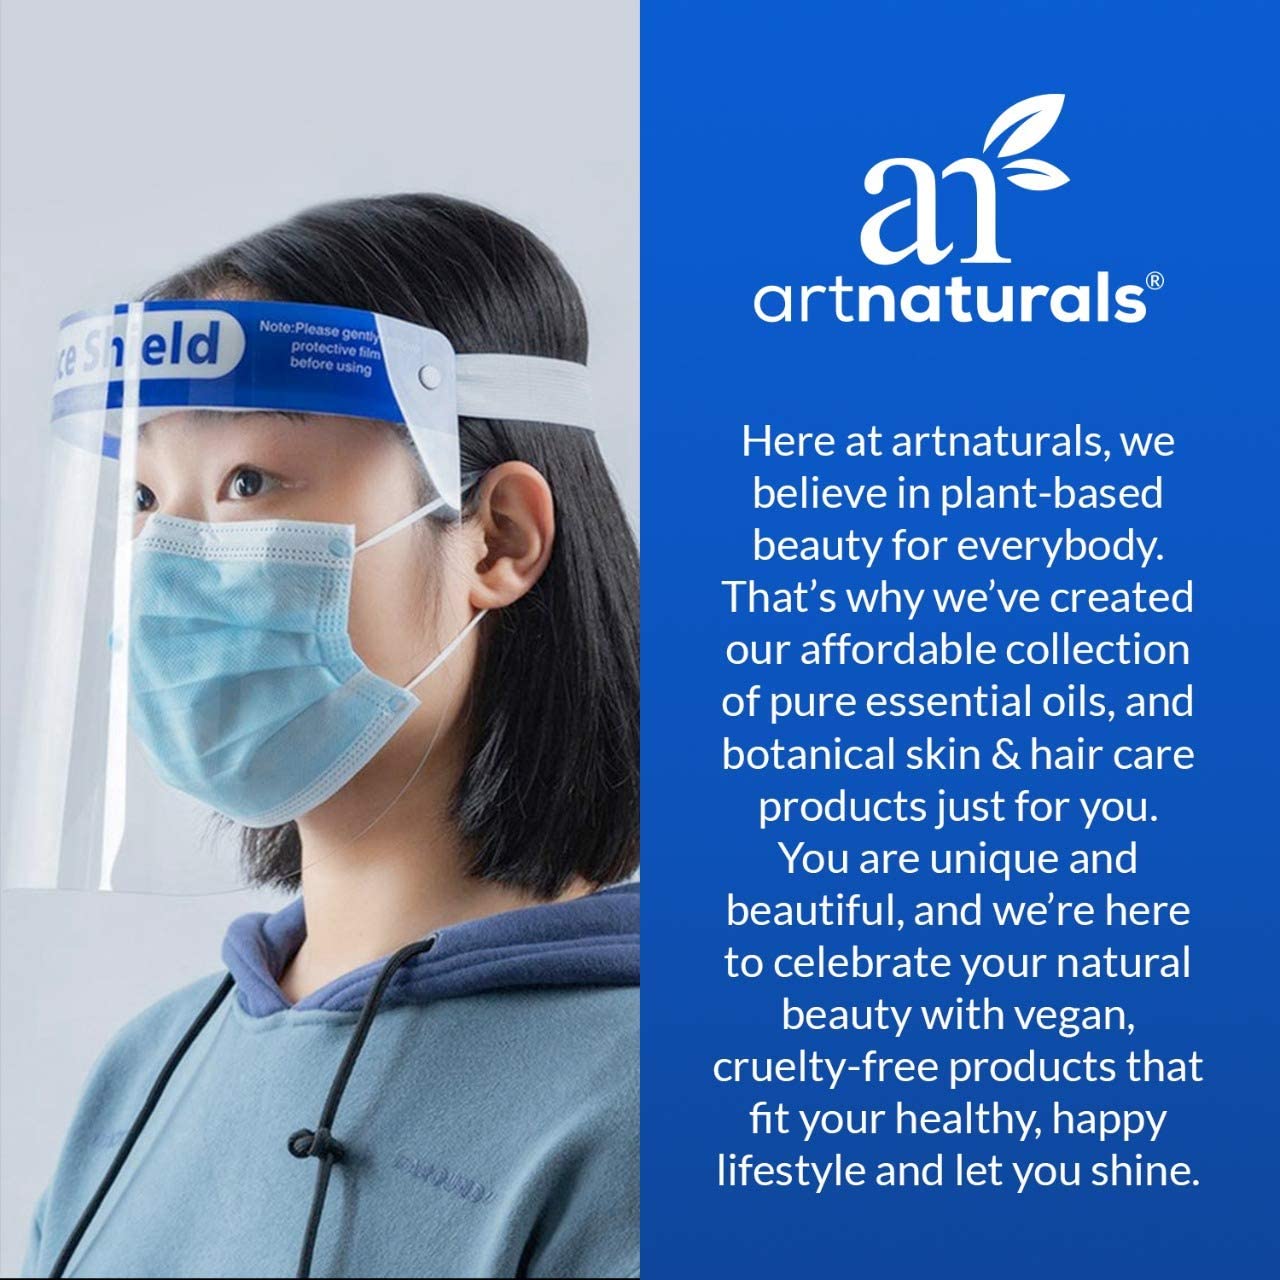 ce Shield
Note:Please gently
protective film
before using
ar
artnaturals®
Here at artnaturals, we
believe in plant-based
beauty for everybody.
That’s why we’ve created
our affordable collection
of pure essential oils, and
botanical skin & hair care
products just for you.
You are unique and
beautiful, and we’re here
to celebrate your natural
beauty with vegan,
cruelty-free products that
fit your healthy, happy
lifestyle and let you shine.